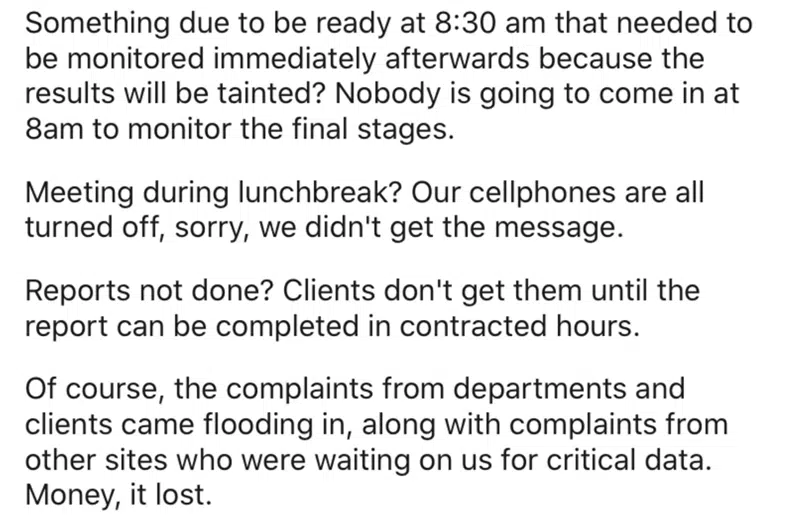 Something due to be ready at 8:30 am that needed to
be monitored immediately afterwards because the
results will be tainted? Nobody is going to come in at
8am to monitor the final stages.
Meeting during lunchbreak? Our cellphones are all
turned off, sorry, we didn't get the message.
Reports not done? Clients don't get them until the
report can be completed in contracted hours.
Of course, the complaints from departments and
clients came flooding in, along with complaints from
other sites who were waiting on us for critical data.
Money, it lost.